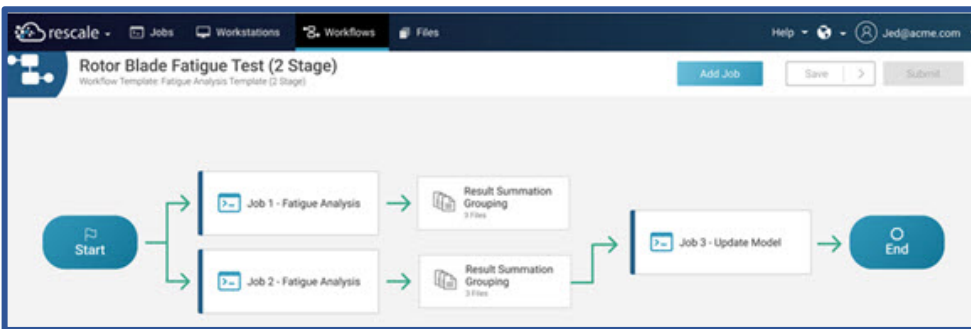 rescale Jobs Workstations Workflows Files Help Jed@acme.com
Rotor Blade Fatigue Test (2 Stage)
Workflow Template: Fatigue Analysis Template (2 Stage)
Add Job Save Submit
Start
Job 1 - Fatigue Analysis
Result Summation
Grouping
3 Files
Job 2 - Fatigue Analysis
Result Summation
Grouping
3 Files
Job 3 - Update Model
End